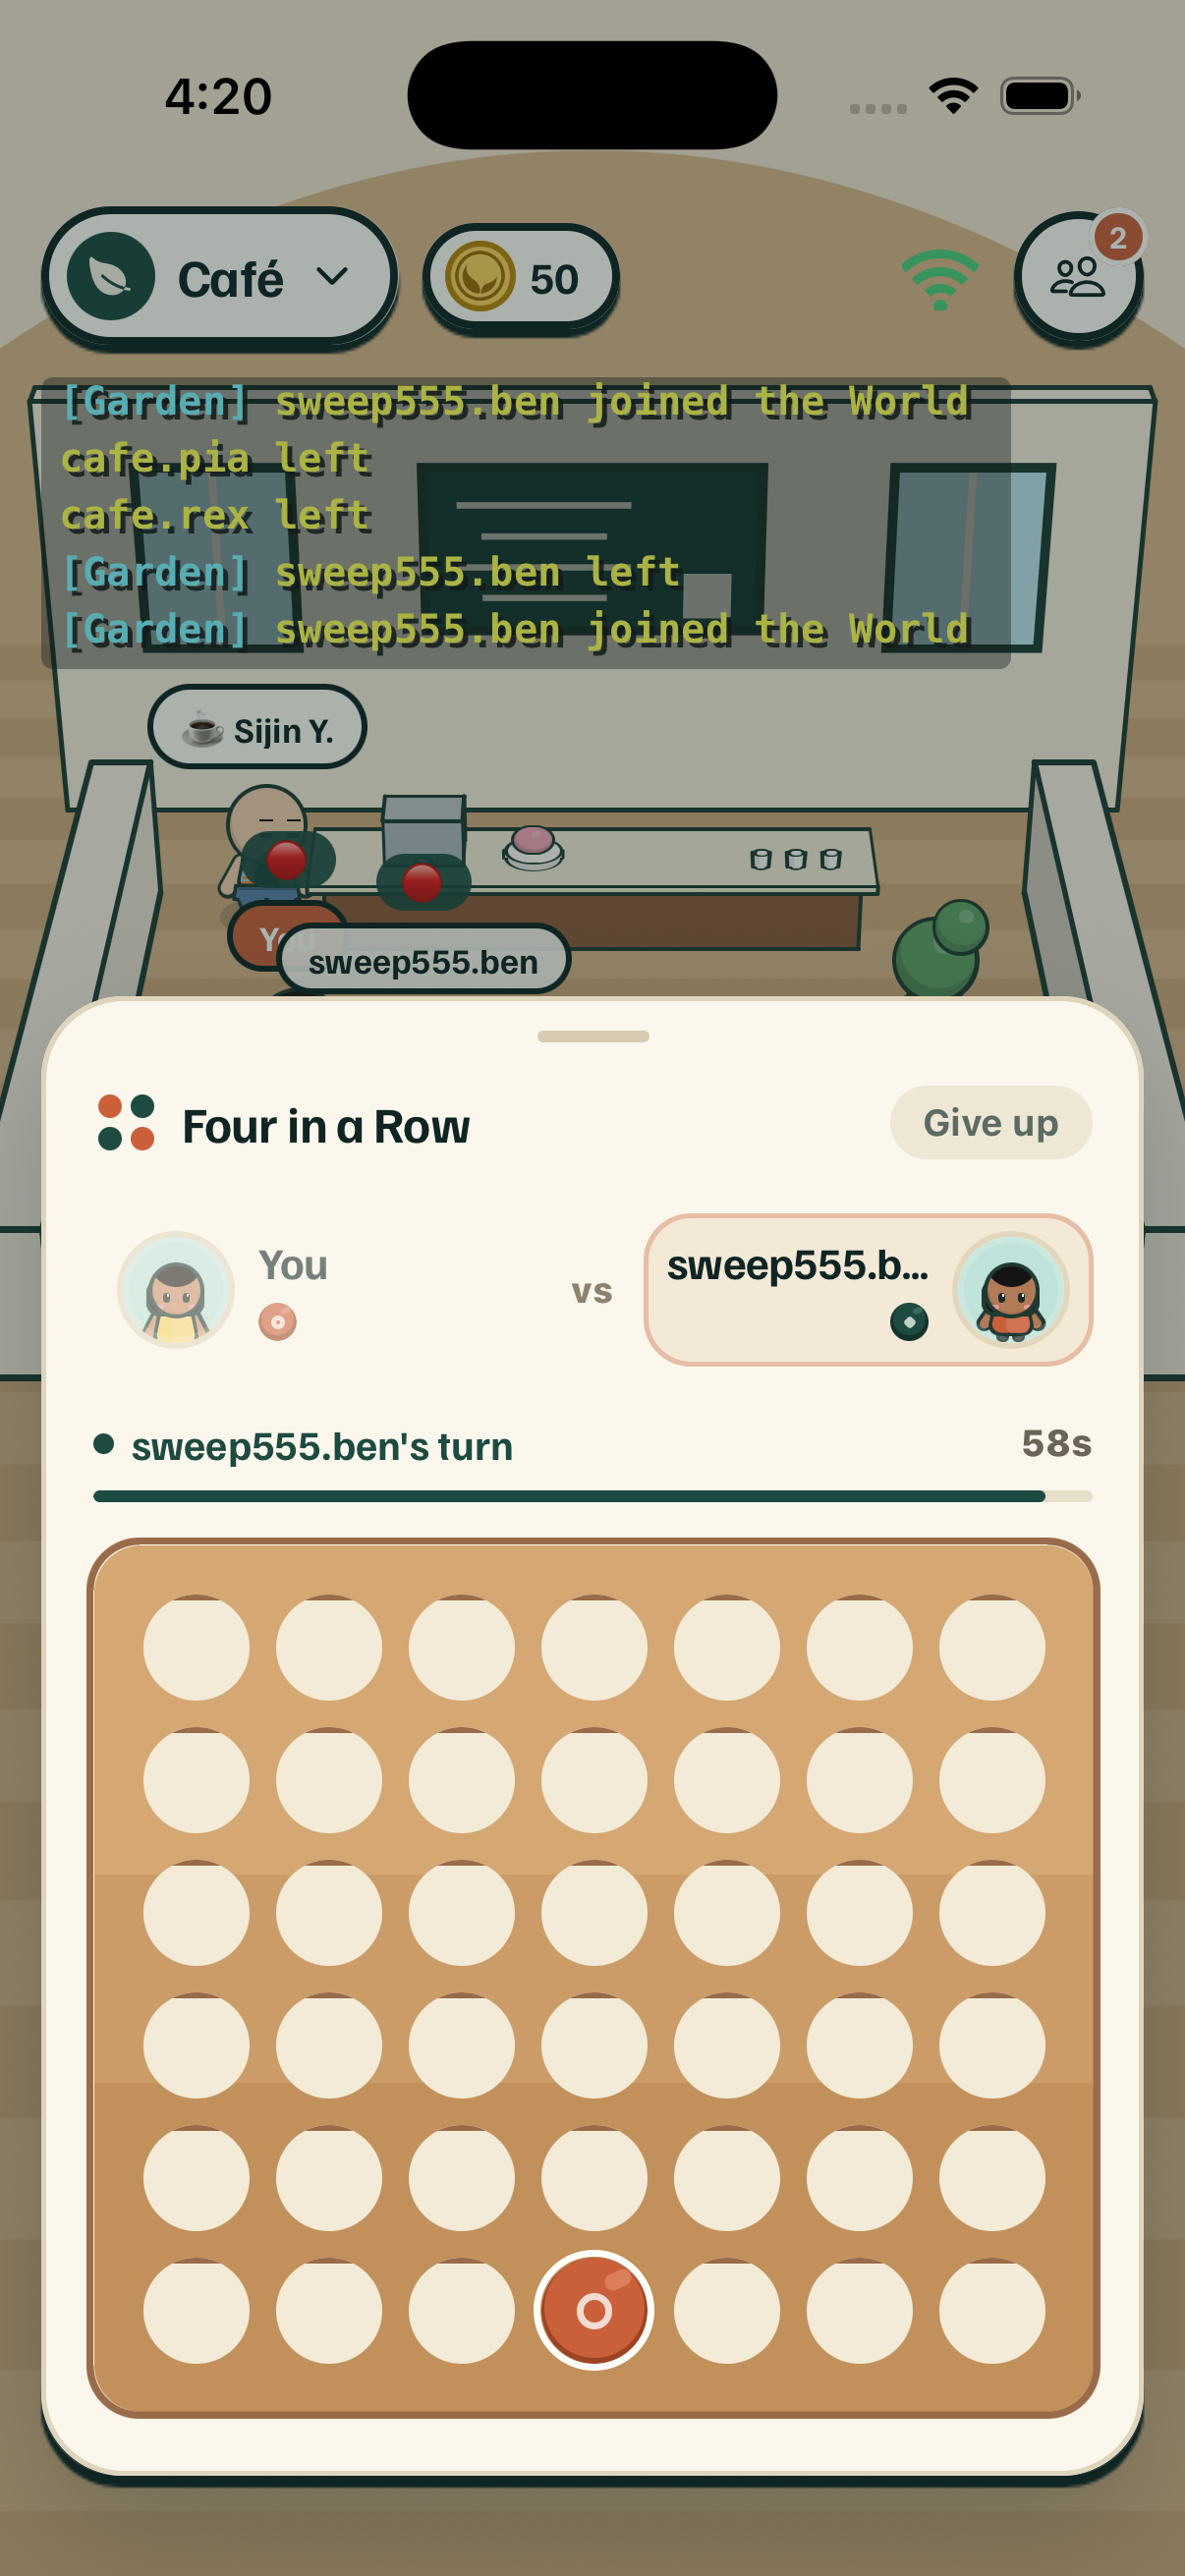 4:20
Café
50
2
[Garden] sweep555.ben joined the World
cafe.pia left
cafe.rex left
[Garden] sweep555.ben left
[Garden] sweep555.ben joined the World
Sijin Y.
You
sweep555.ben
Four in a Row
Give up
You
vs
sweep555.b...
sweep555.ben's turn
58s